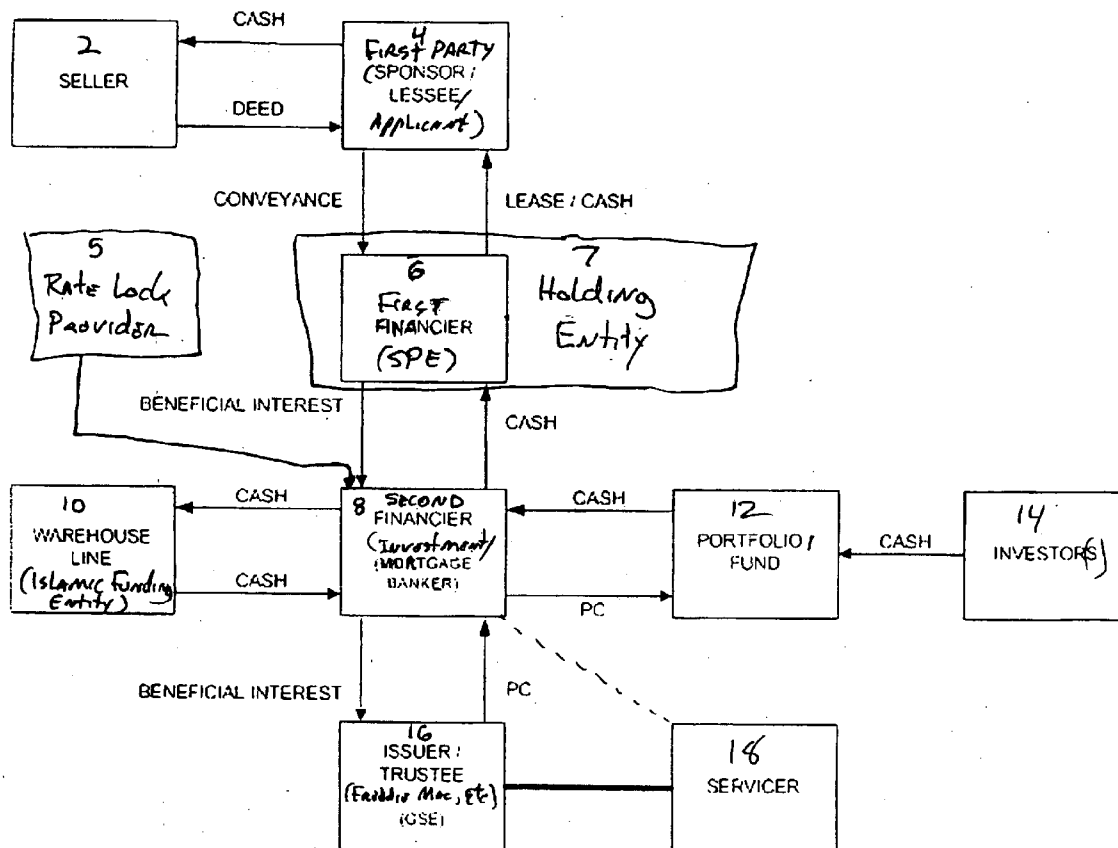 CASH
2
SELLER
DEED
4
FIRST PARTY
(SPONSOR /
LESSEE/
Applicant)
CONVEYANCE
LEASE / CASH
5
Rate Lock
Provider
6
First
FINANCIER
(SPE)
7
Holding
Entity
BENEFICIAL INTEREST
CASH
10
WAREHOUSE
LINE
(Islamic Funding
Entity)
CASH
CASH
8 SECOND
FINANCIER
(Investment/
(MORTGAGE
BANKER)
CASH
PC
12
PORTFOLIO /
FUND
CASH
14
INVESTOR(S)
BENEFICIAL INTEREST
PC
16
ISSUER /
TRUSTEE
(Freddie Mac, Etc)
(GSE)
18
SERVICER